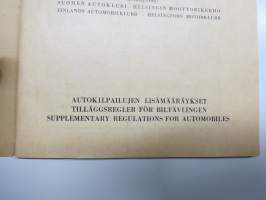 SUOMEN AUTOKLUBI · HELSINGIN MOOTTORIKERHO
FINLANDS AUTOMOBILKLUBB · HELSINGFORS MOTORKLUBB
AUTOKILPAILUJEN LISÄMÄÄRÄYKSET
TILLÄGGSREGLER FÖR BILTÄVLINGEN
SUPPLEMENTARY REGULATIONS FOR AUTOMOBILES